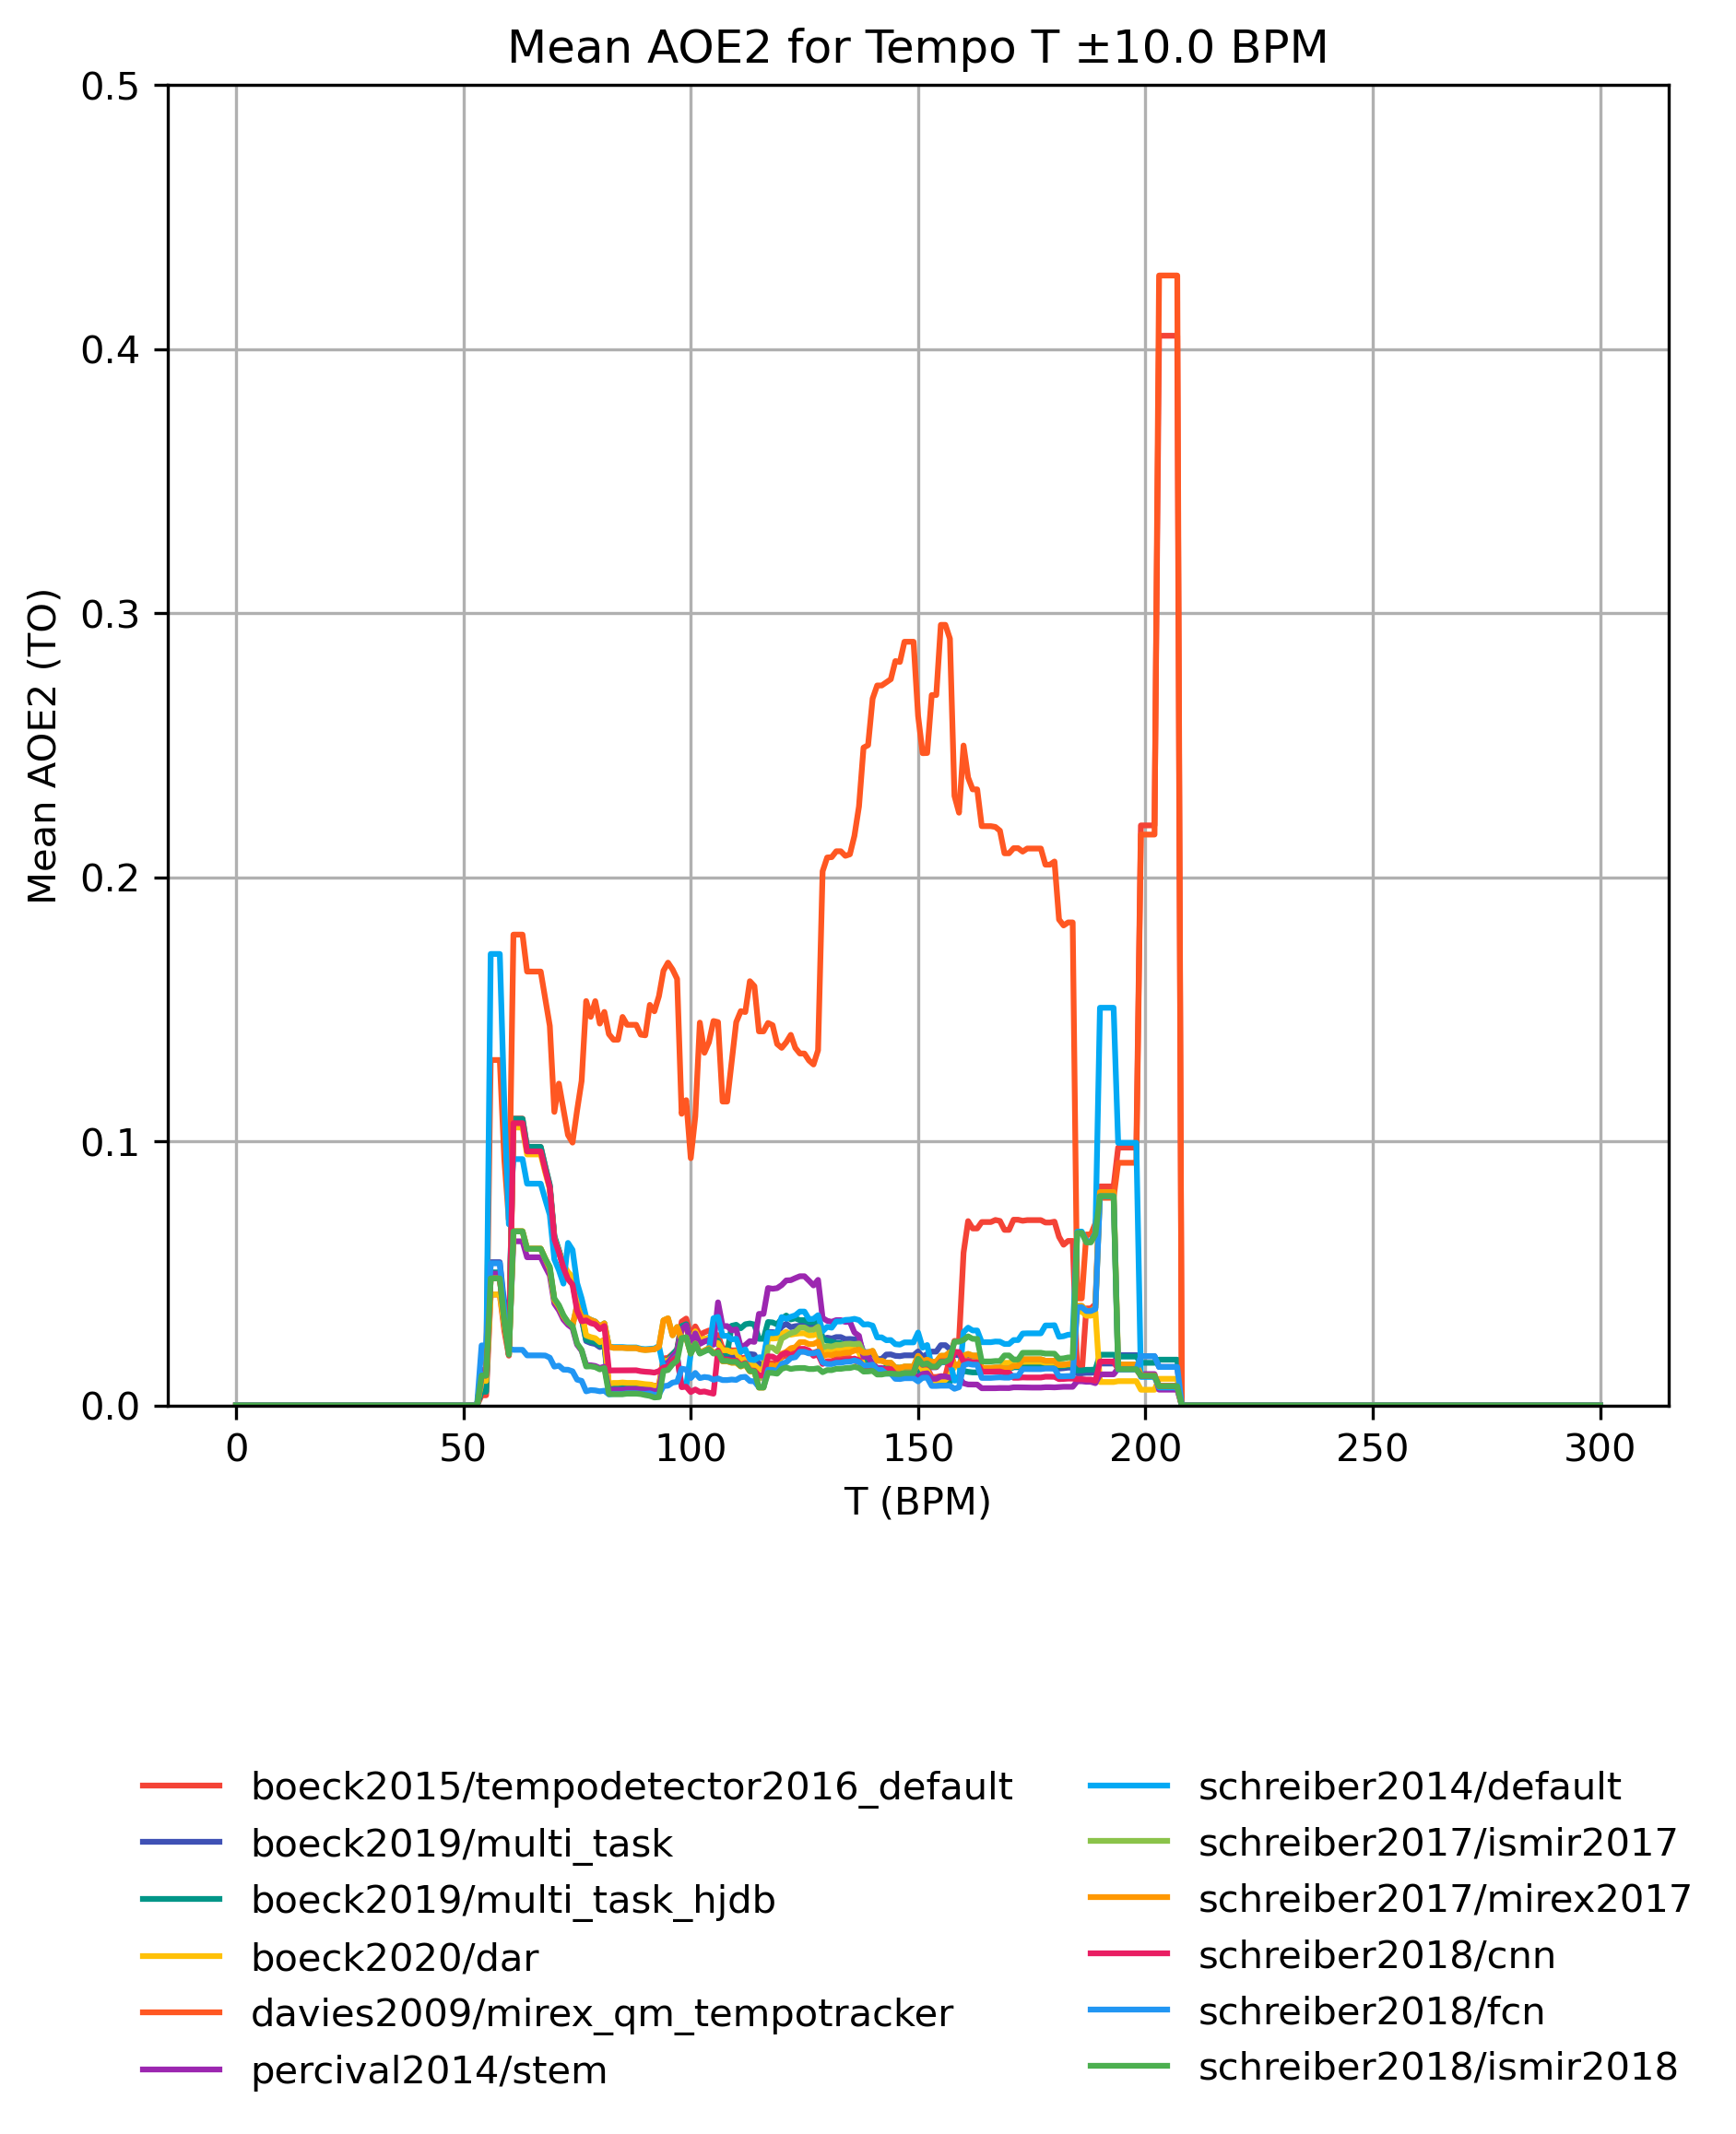 Mean AOE2 for Tempo T ±10.0 BPM
0.5
0.4
0.3
0.2
0.1
0.0
Mean AOE2 (TO)
0 50 100 150 200 250 300
T (BPM)
boeck2015/tempodetector2016_default
boeck2019/multi_task
boeck2019/multi_task_hjdb
boeck2020/dar
davies2009/mirex_qm_tempotracker
percival2014/stem
schreiber2014/default
schreiber2017/ismir2017
schreiber2017/mirex2017
schreiber2018/cnn
schreiber2018/fcn
schreiber2018/ismir2018